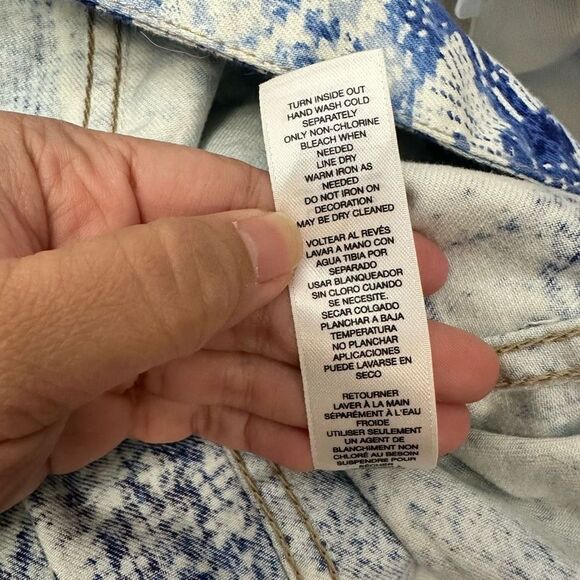 TURN INSIDE OUT
HAND WASH COLD
SEPARATELY
ONLY NON-CHLORINE
BLEACH WHEN
NEEDED
LINE DRY
WARM IRON AS
NEEDED
DO NOT IRON ON
DECORATION
MAY BE DRY CLEANED
VOLTEAR AL REVÉS
LAVAR A MANO CON
AGUA TIBIA POR
SEPARADO
USAR BLANQUEADOR
SIN CLORO CUANDO
SE NECESITE.
SECAR COLGADO
PLANCHAR A BAJA
TEMPERATURA
NO PLANCHAR
APLICACIONES
PUEDE LAVARSE EN
SECO
RETOURNER
LAVER À LA MAIN
SÉPARÉMENT À L'EAU
FROIDE
UTILISER SEULEMENT
UN AGENT DE
BLANCHIMENT NON
CHLORÉ AU BESOIN
SUSPENDRE POUR
SÉCHER